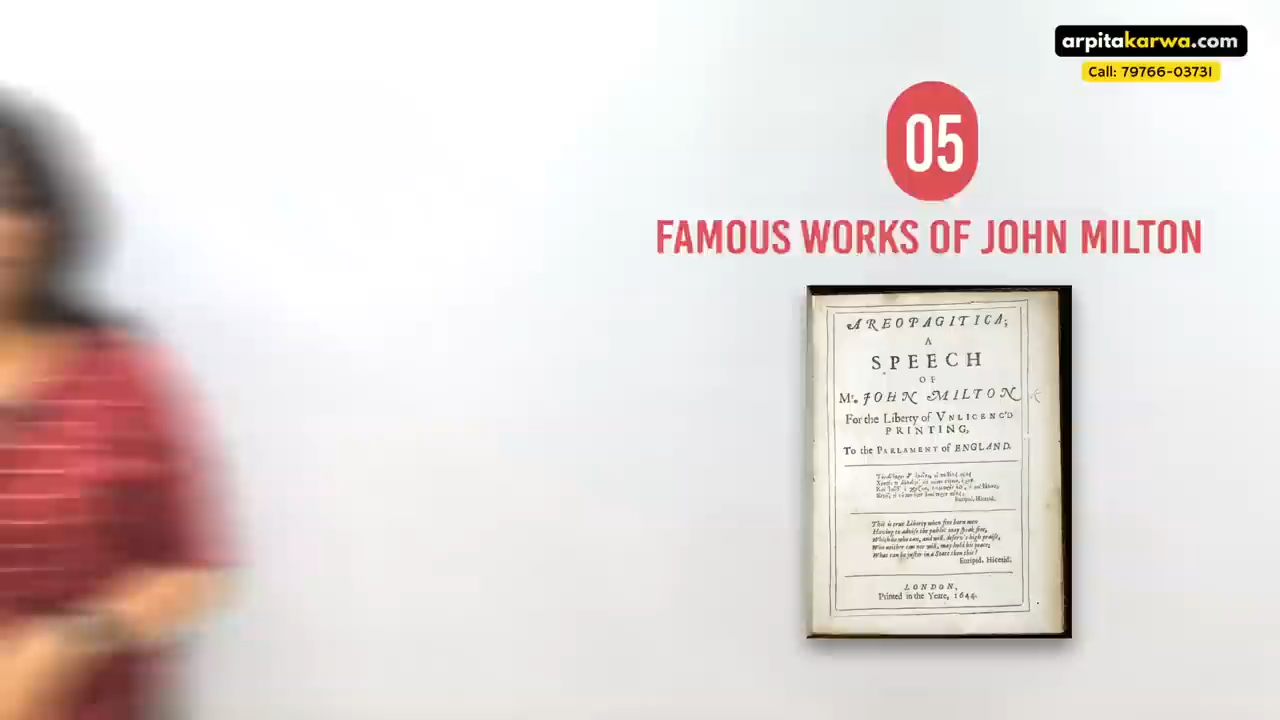 arpitakarwa.com
Call: 79766-03731
05
FAMOUS WORKS OF JOHN MILTON
AREOPAGITICA;
A
SPEECH
OF
Mr. JOHN MILTON
For the Liberty of VNLICENC'D
PRINTING,
To the PARLAMENT of ENGLAND.
Euripid. Hicetid.
This is true Liberty when free born men
Having to advise the public may speak free,
Which he who can, and will, deserv's high praise,
Who neither can nor will, may hold his peace;
What can be juster in a State then this?
Euripid. Hicetid.
LONDON,
Printed in the Yeare, 1644.